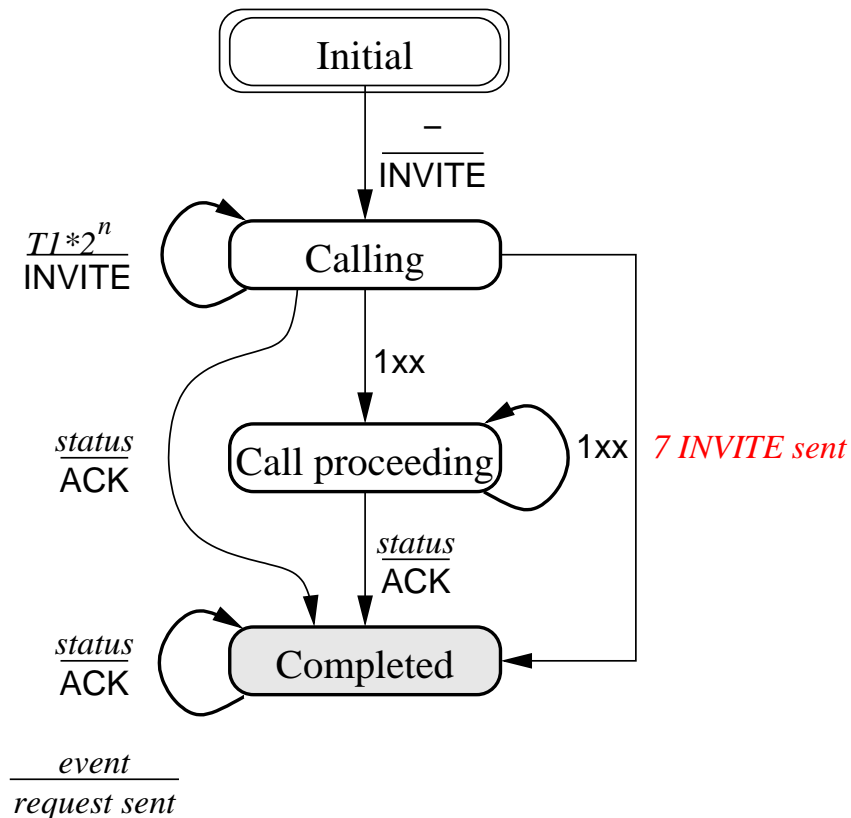 Initial
–
INVITE
T1*2^n
INVITE
Calling
1xx
status
ACK
Call proceeding
1xx
7 INVITE sent
status
ACK
status
ACK
Completed
event
request sent